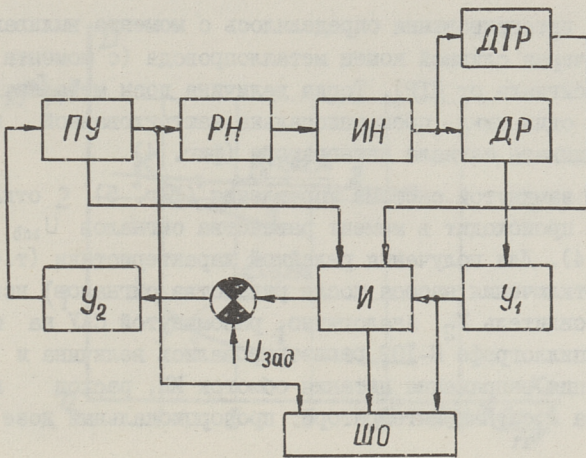 ДТР
ПУ
РН
ИН
ДР
У₂
И
У₁
Uзад
ШО